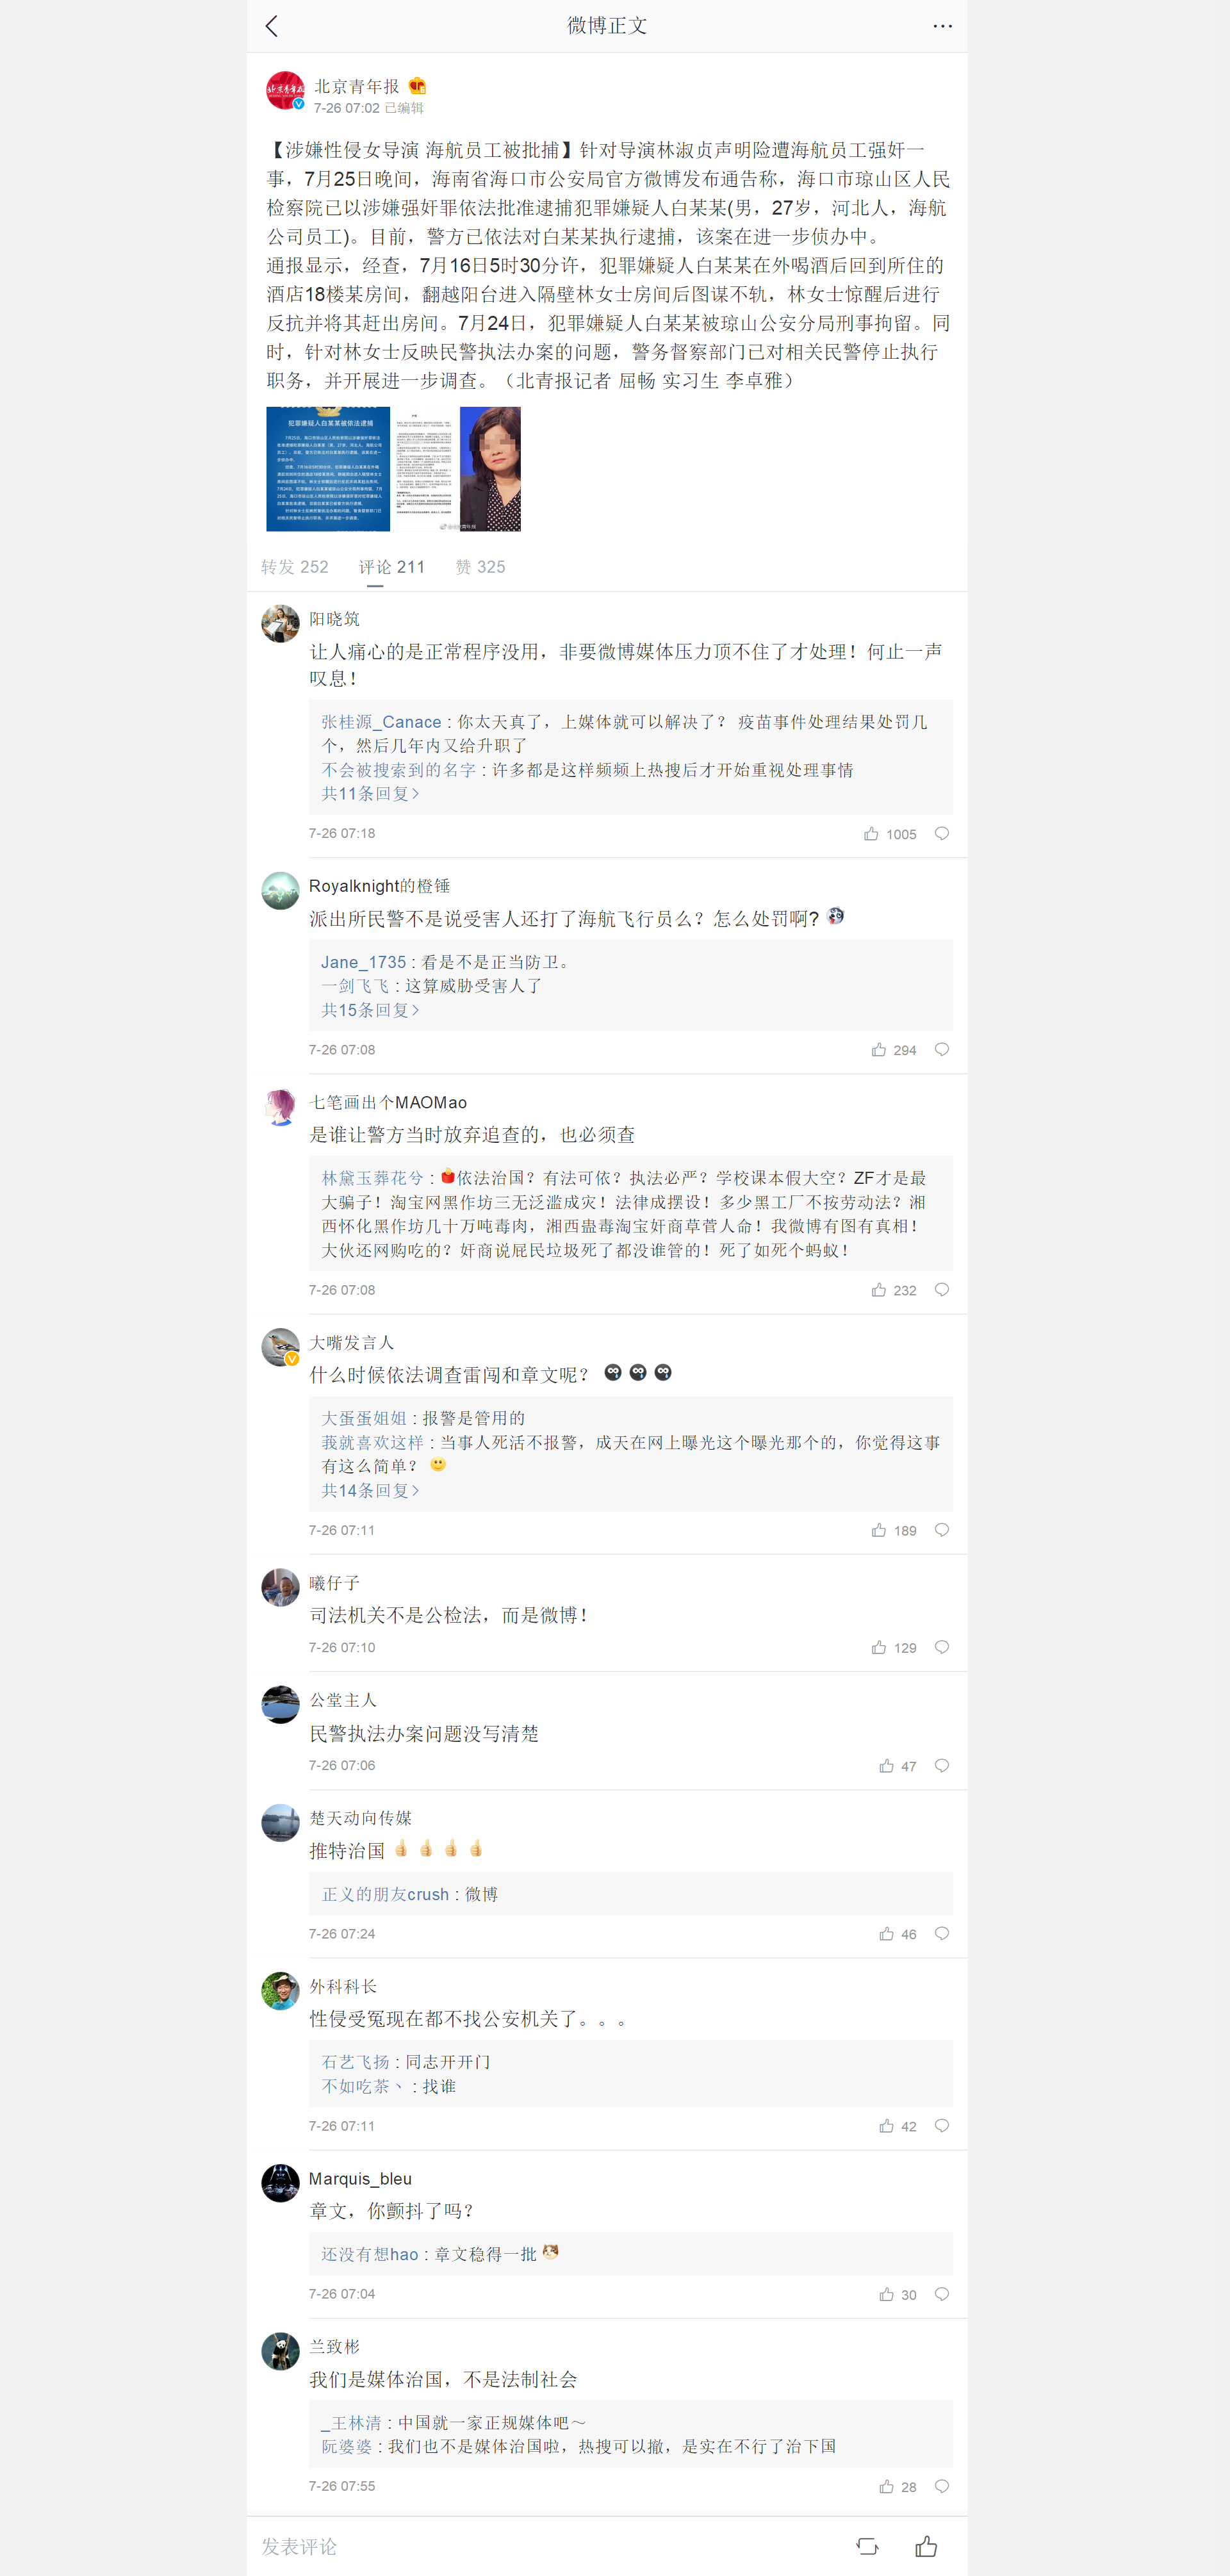 微博正文
北京青年报
7-26 07:02 已编辑
【涉嫌性侵女导演 海航员工被批捕】针对导演林淑贞声明险遭海航员工强奸一
事，7月25日晚间，海南省海口市公安局官方微博发布通告称，海口市琼山区人民
检察院已以涉嫌强奸罪依法批准逮捕犯罪嫌疑人白某某(男，27岁，河北人，海航
公司员工)。目前，警方已依法对白某某执行逮捕，该案在进一步侦办中。
通报显示，经查，7月16日5时30分许，犯罪嫌疑人白某某在外喝酒后回到所住的
酒店18楼某房间，翻越阳台进入隔壁林女士房间后图谋不轨，林女士惊醒后进行
反抗并将其赶出房间。7月24日，犯罪嫌疑人白某某被琼山公安分局刑事拘留。同
时，针对林女士反映民警执法办案的问题，警务督察部门已对相关民警停止执行
职务，并开展进一步调查。（北青报记者 屈畅 实习生 李卓雅）
犯罪嫌疑人白某某被依法逮捕
转发 252 评论 211 赞 325
阳晓筑
让人痛心的是正常程序没用，非要微博媒体压力顶不住了才处理！何止一声
叹息！
张桂源_Canace：你太天真了，上媒体就可以解决了？ 疫苗事件处理结果处罚几
个，然后几年内又给升职了
不会被搜索到的名字：许多都是这样频频上热搜后才开始重视处理事情
共11条回复>
7-26 07:18 1005
Royalknight的橙锤
派出所民警不是说受害人还打了海航飞行员么？怎么处罚啊?
Jane_1735：看是不是正当防卫。
一剑飞飞：这算威胁受害人了
共15条回复>
7-26 07:08 294
七笔画出个MAOMao
是谁让警方当时放弃追查的，也必须查
林黛玉葬花兮：依法治国？有法可依？执法必严？学校课本假大空？ZF才是最
大骗子！淘宝网黑作坊三无泛滥成灾！法律成摆设！多少黑工厂不按劳动法？湘
西怀化黑作坊几十万吨毒肉，湘西蛊毒淘宝奸商草菅人命！我微博有图有真相！
大伙还网购吃的？奸商说屁民垃圾死了都没谁管的！死了如死个蚂蚁！
7-26 07:08 232
大嘴发言人
什么时候依法调查雷闯和章文呢？
大蛋蛋姐姐：报警是管用的
莪就喜欢这样：当事人死活不报警，成天在网上曝光这个曝光那个的，你觉得这事
有这么简单？
共14条回复>
7-26 07:11 189
曦仔子
司法机关不是公检法，而是微博！
7-26 07:10 129
公堂主人
民警执法办案问题没写清楚
7-26 07:06 47
楚天动向传媒
推特治国
正义的朋友crush：微博
7-26 07:24 46
外科科长
性侵受冤现在都不找公安机关了。。。
石艺飞扬：同志开开门
不如吃茶丶：找谁
7-26 07:11 42
Marquis_bleu
章文，你颤抖了吗？
还没有想hao：章文稳得一批
7-26 07:04 30
兰致彬
我们是媒体治国，不是法制社会
_王林清：中国就一家正规媒体吧～
阮婆婆：我们也不是媒体治国啦，热搜可以撤，是实在不行了治下国
7-26 07:55 28
发表评论